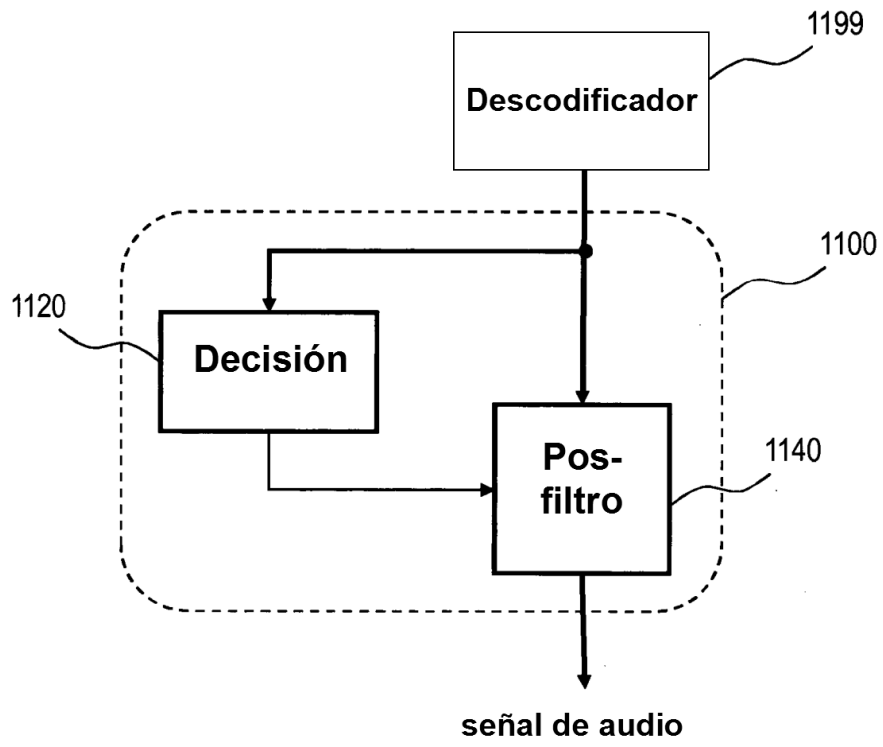 1199
Descodificador
1100
1120
Decisión
Pos-
filtro
1140
señal de audio